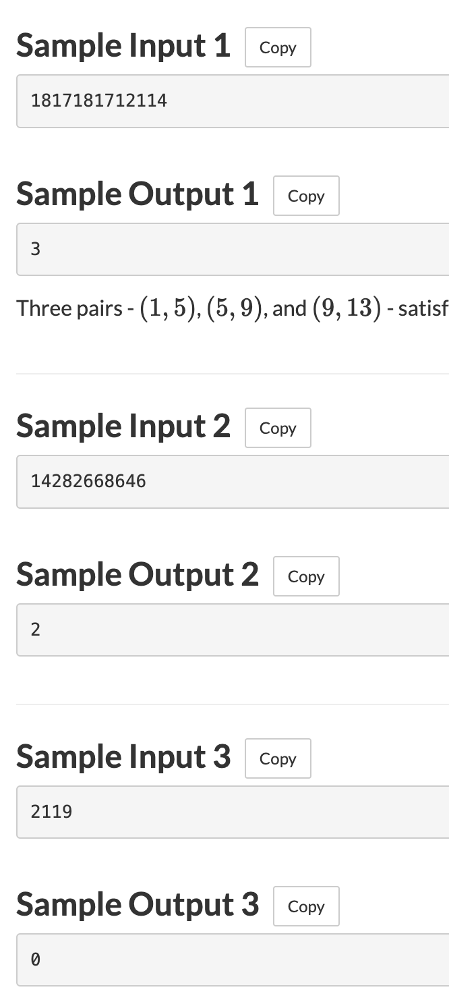 Sample Input 1 Copy
1817181712114
Sample Output 1 Copy
3
Three pairs - (1, 5), (5, 9), and (9, 13) - satisf
Sample Input 2 Copy
14282668646
Sample Output 2 Copy
2
Sample Input 3 Copy
2119
Sample Output 3 Copy
0